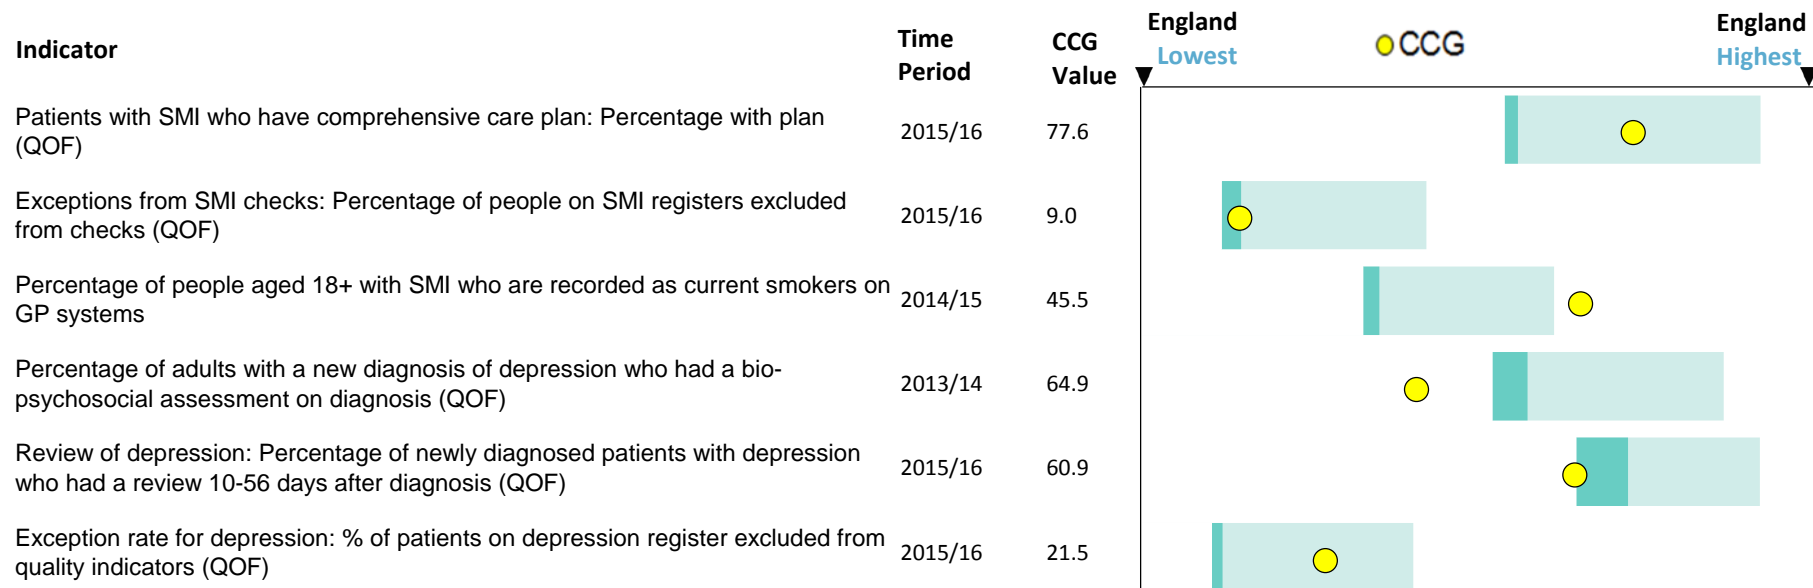 Indicator
Time Period
CCG Value
England Lowest
CCG
England Highest
Patients with SMI who have comprehensive care plan: Percentage with plan
(QOF)
2015/16
77.6
Exceptions from SMI checks: Percentage of people on SMI registers excluded
from checks (QOF)
2015/16
9.0
Percentage of people aged 18+ with SMI who are recorded as current smokers on
GP systems
2014/15
45.5
Percentage of adults with a new diagnosis of depression who had a bio-
psychosocial assessment on diagnosis (QOF)
2013/14
64.9
Review of depression: Percentage of newly diagnosed patients with depression
who had a review 10-56 days after diagnosis (QOF)
2015/16
60.9
Exception rate for depression: % of patients on depression register excluded from
quality indicators (QOF)
2015/16
21.5